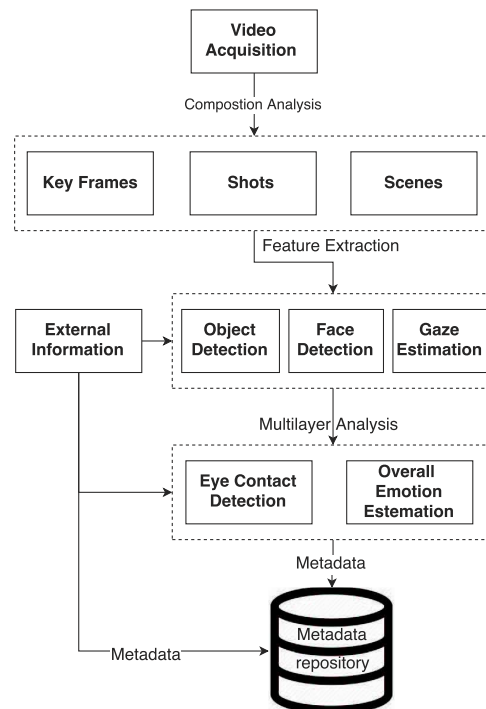 Video
Acquisition
Compostion Analysis
Key Frames
Shots
Scenes
Feature Extraction
External
Information
Object
Detection
Face
Detection
Gaze
Estimation
Multilayer Analysis
Eye Contact
Detection
Overall
Emotion
Estemation
Metadata
Metadata
repository
Metadata